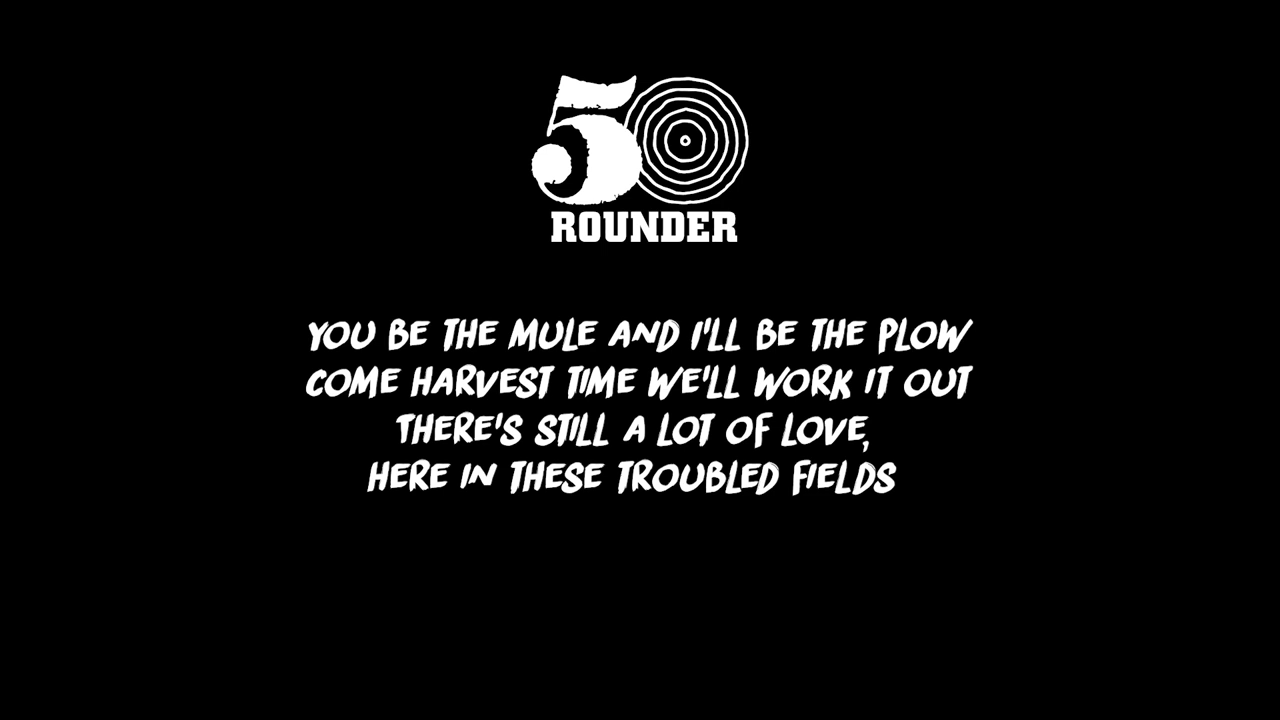 50
ROUNDER
YOU BE THE MULE AND I'LL BE THE PLOW
COME HARVEST TIME WE'LL WORK IT OUT
THERE'S STILL A LOT OF LOVE,
HERE IN THESE TROUBLED FIELDS